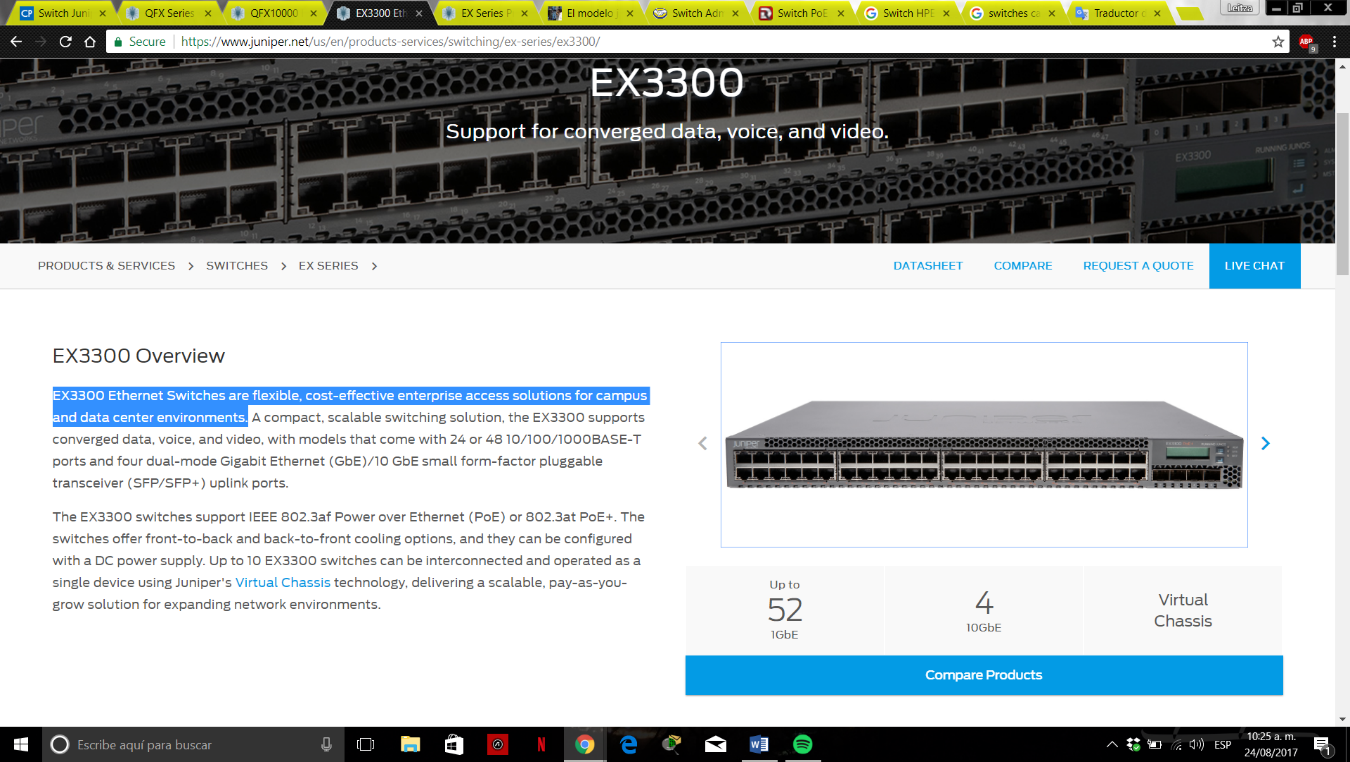 Switch Juni
QFX Series
QFX10000
EX3300 Eth
EX Series P
El modelo
Switch Adm
Switch PoE
Switch HPE
switches ca
Traductor d
Leitza
Secure
https://www.juniper.net/us/en/products-services/switching/ex-series/ex3300/
ABP
9
EX3300
Support for converged data, voice, and video.
EX3300
RUNNING JUNOS
PRODUCTS & SERVICES
SWITCHES
EX SERIES
DATASHEET
COMPARE
REQUEST A QUOTE
LIVE CHAT
EX3300 Overview
EX3300 Ethernet Switches are flexible, cost-effective enterprise access solutions for campus
and data center environments. A compact, scalable switching solution, the EX3300 supports
converged data, voice, and video, with models that come with 24 or 48 10/100/1000BASE-T
ports and four dual-mode Gigabit Ethernet (GbE)/10 GbE small form-factor pluggable
transceiver (SFP/SFP+) uplink ports.
The EX3300 switches support IEEE 802.3af Power over Ethernet (PoE) or 802.3at PoE+. The
switches offer front-to-back and back-to-front cooling options, and they can be configured
with a DC power supply. Up to 10 EX3300 switches can be interconnected and operated as a
single device using Juniper's Virtual Chassis technology, delivering a scalable, pay-as-you-
grow solution for expanding network environments.
JUNIPER
Up to
52
1GbE
4
10GbE
Virtual
Chassis
Compare Products
Escribe aquí para buscar
ESP
10:25 a. m.
24/08/2017
1